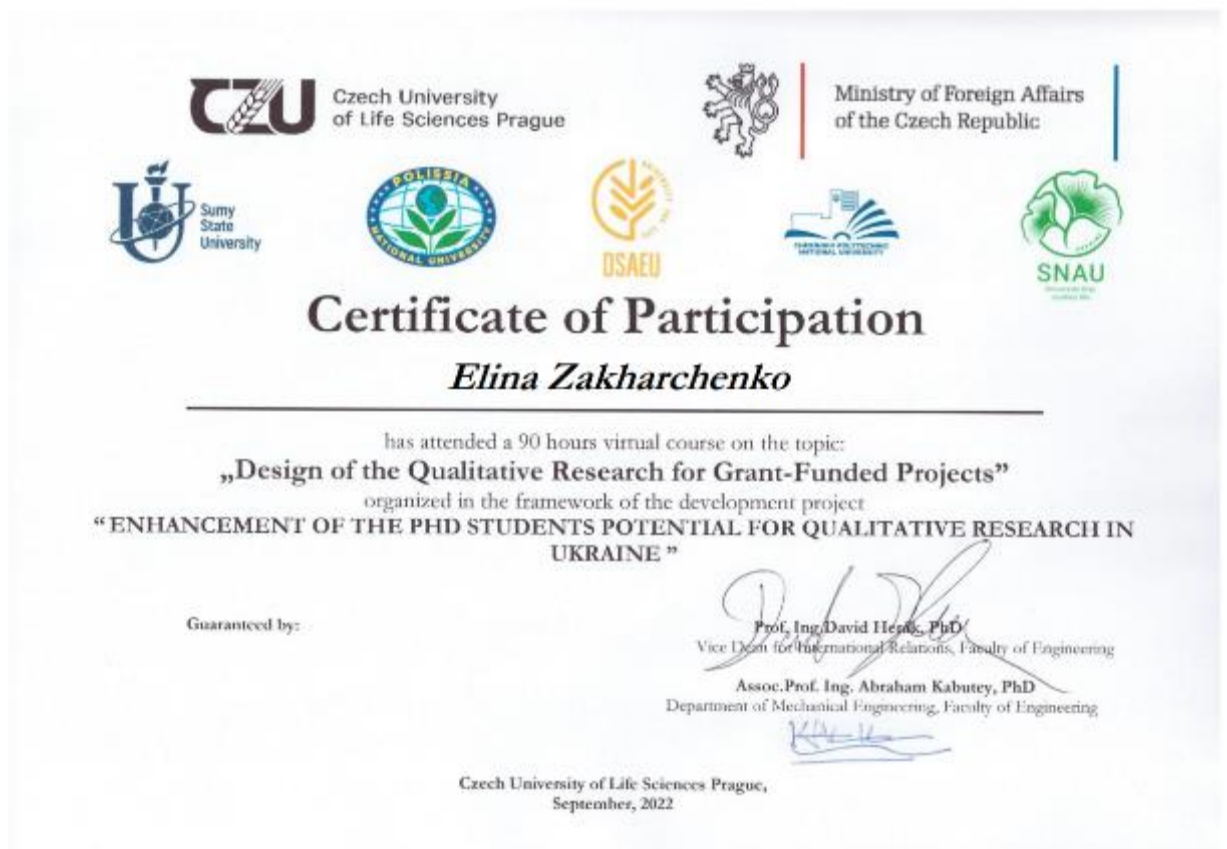 CZU
Czech University
of Life Sciences Prague
Ministry of Foreign Affairs
of the Czech Republic
Sumy
State
University
POLISSIA
NATIONAL UNIVERSITY
DSAEU
NATIONAL UNIVERSITY
SNAU
Certificate of Participation
Elina Zakharchenko
has attended a 90 hours virtual course on the topic:
„Design of the Qualitative Research for Grant-Funded Projects”
organized in the framework of the development project
“ENHANCEMENT OF THE PHD STUDENTS POTENTIAL FOR QUALITATIVE RESEARCH IN
UKRAINE ”
Guaranteed by:
Prof, Ing David PhD
Vice Dean for International Relations, Faculty of Engineering
Assoc.Prof. Ing. Abraham Kabutey, PhD
Department of Mechanical Engineering, Faculty of Engineering
Czech University of Life Sciences Prague,
September, 2022